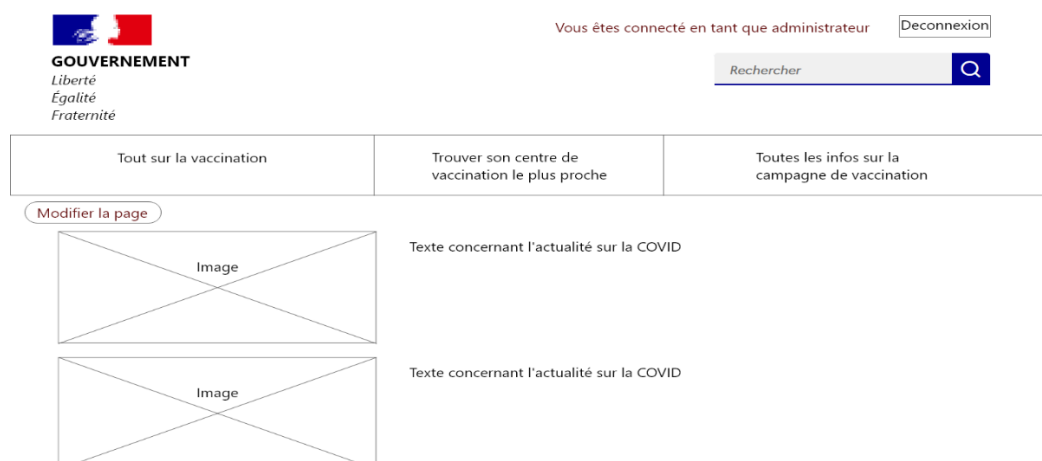 Vous êtes connecté en tant que administrateur
Deconnexion
GOUVERNEMENT
Liberté
Égalité
Fraternité
Rechercher
Tout sur la vaccination
Trouver son centre de
vaccination le plus proche
Toutes les infos sur la
campagne de vaccination
Modifier la page
Image
Texte concernant l'actualité sur la COVID
Image
Texte concernant l'actualité sur la COVID